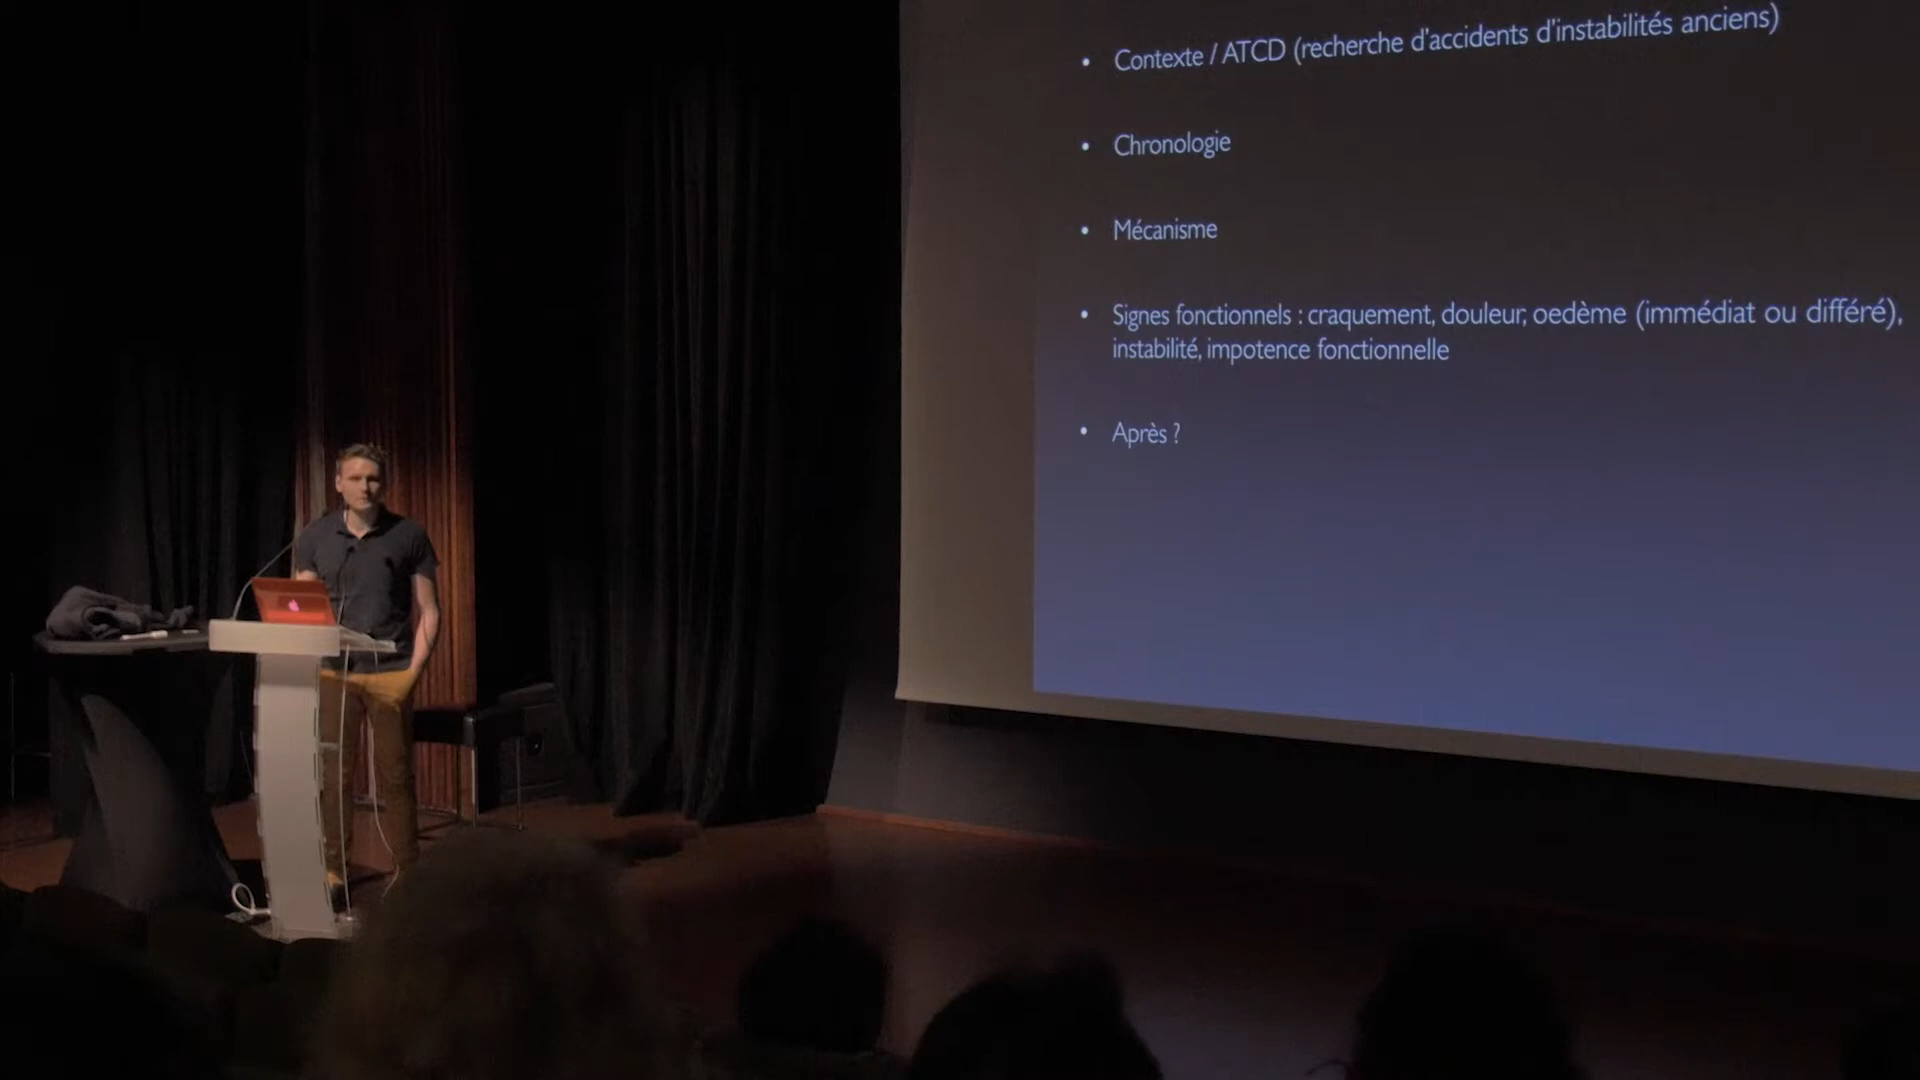 • Contexte / ATCD (recherche d'accidents d'instabilités anciens)
• Chronologie
• Mécanisme
• Signes fonctionnels : craquement, douleur, oedème (immédiat ou différé),
instabilité, impotence fonctionnelle
• Après ?